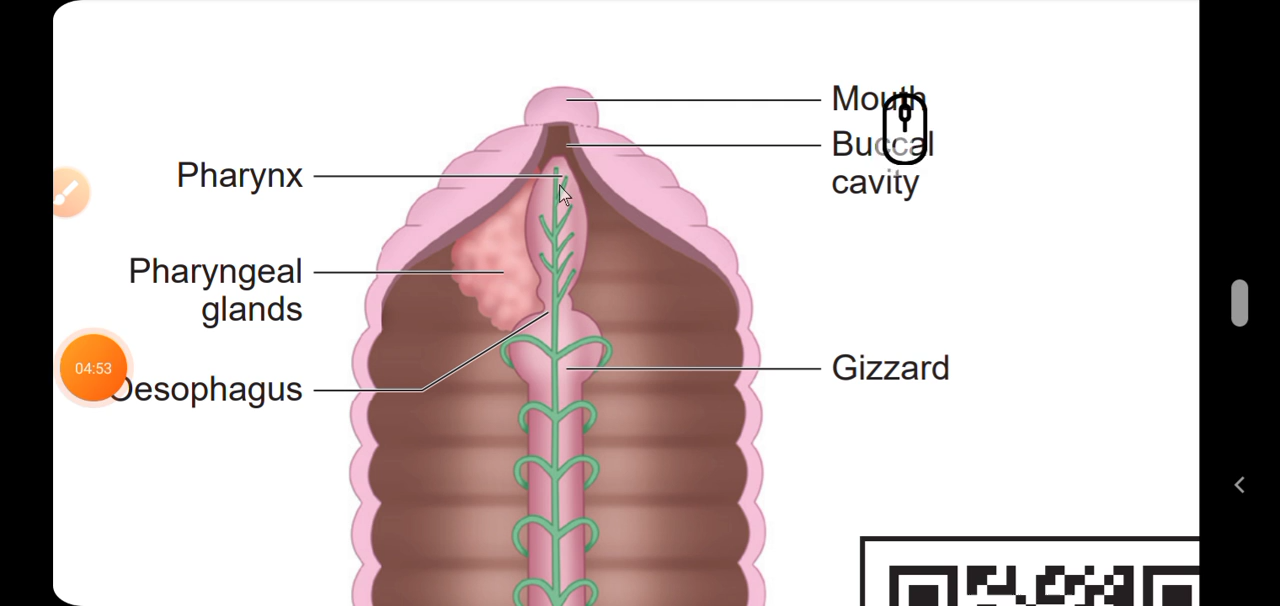 Mouth
Buccal
cavity
Pharynx
Pharyngeal
glands
04:53
Oesophagus
Gizzard